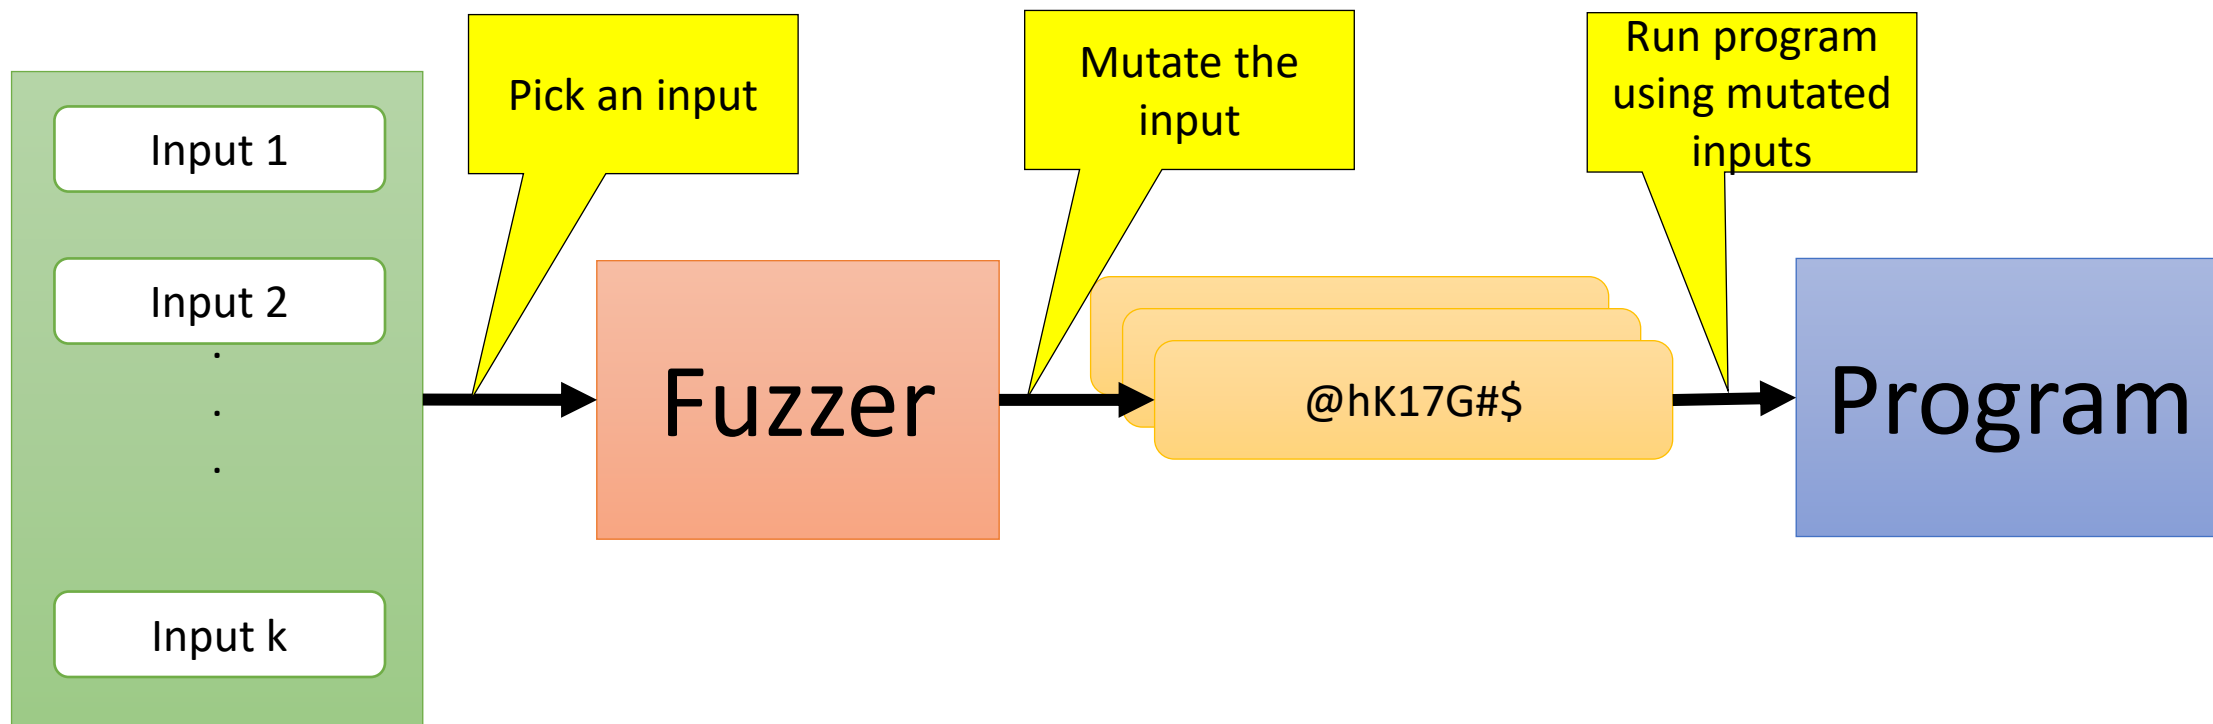 Pick an input
Mutate the
input
Run program
using mutated
inputs
Input 1
Input 2
.
.
.
Input k
Fuzzer
@hK17G#$
Program